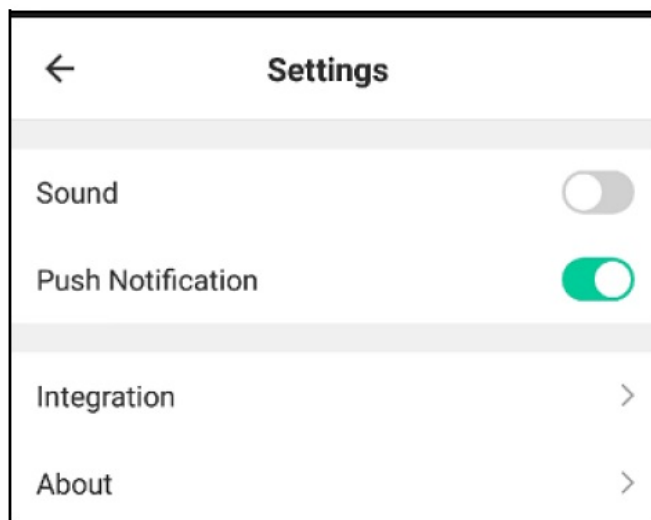 Settings
Sound
Push Notification
Integration
About